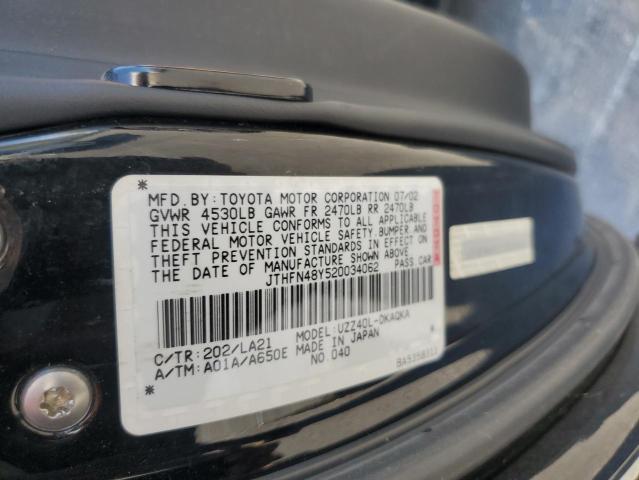 MFD. BY: TOYOTA MOTOR CORPORATION 07/02
GVWR 4530LB GAWR FR 2470LB RR 2470LB
THIS VEHICLE CONFORMS TO ALL APPLICABLE
FEDERAL MOTOR VEHICLE SAFETY, BUMPER, AND
THEFT PREVENTION STANDARDS IN EFFECT ON
THE DATE OF MANUFACTURE SHOWN ABOVE.
JTHFN48Y520034062 PASS. CAR
C/TR: 202/LA21 MODEL: UZZ40L-DKAQKA
A/TM: A01A/A650E MADE IN JAPAN
NO. 040